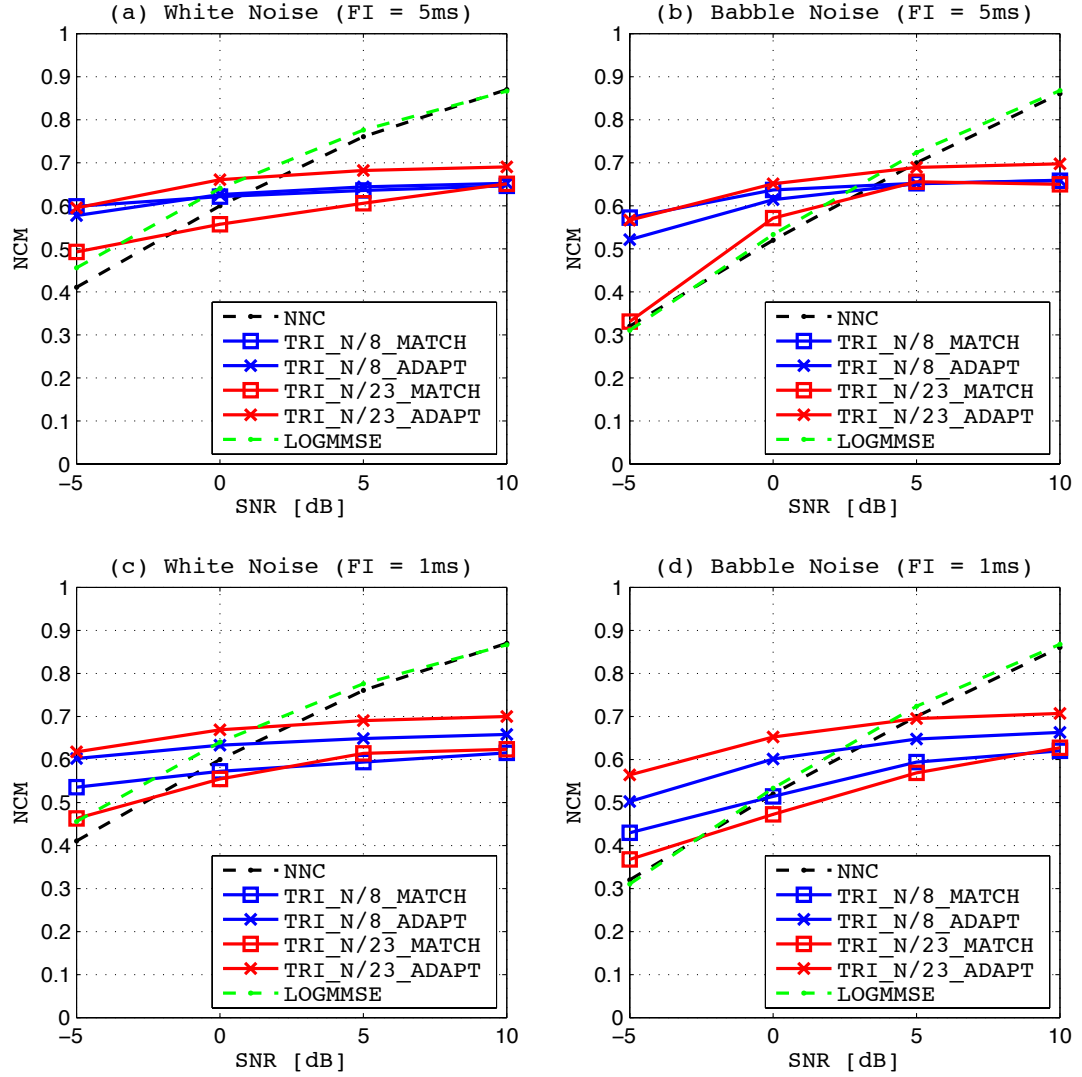 (a) White Noise (FI = 5ms)
1
0.9
0.8
0.7
0.6
0.5
0.4
0.3
0.2
0.1
0
NCM
−5
0
5
10
SNR [dB]
NNC
TRI_N/8_MATCH
TRI_N/8_ADAPT
TRI_N/23_MATCH
TRI_N/23_ADAPT
LOGMMSE
(b) Babble Noise (FI = 5ms)
1
0.9
0.8
0.7
0.6
0.5
0.4
0.3
0.2
0.1
0
NCM
−5
0
5
10
SNR [dB]
NNC
TRI_N/8_MATCH
TRI_N/8_ADAPT
TRI_N/23_MATCH
TRI_N/23_ADAPT
LOGMMSE
(c) White Noise (FI = 1ms)
1
0.9
0.8
0.7
0.6
0.5
0.4
0.3
0.2
0.1
0
NCM
−5
0
5
10
SNR [dB]
NNC
TRI_N/8_MATCH
TRI_N/8_ADAPT
TRI_N/23_MATCH
TRI_N/23_ADAPT
LOGMMSE
(d) Babble Noise (FI = 1ms)
1
0.9
0.8
0.7
0.6
0.5
0.4
0.3
0.2
0.1
0
NCM
−5
0
5
10
SNR [dB]
NNC
TRI_N/8_MATCH
TRI_N/8_ADAPT
TRI_N/23_MATCH
TRI_N/23_ADAPT
LOGMMSE